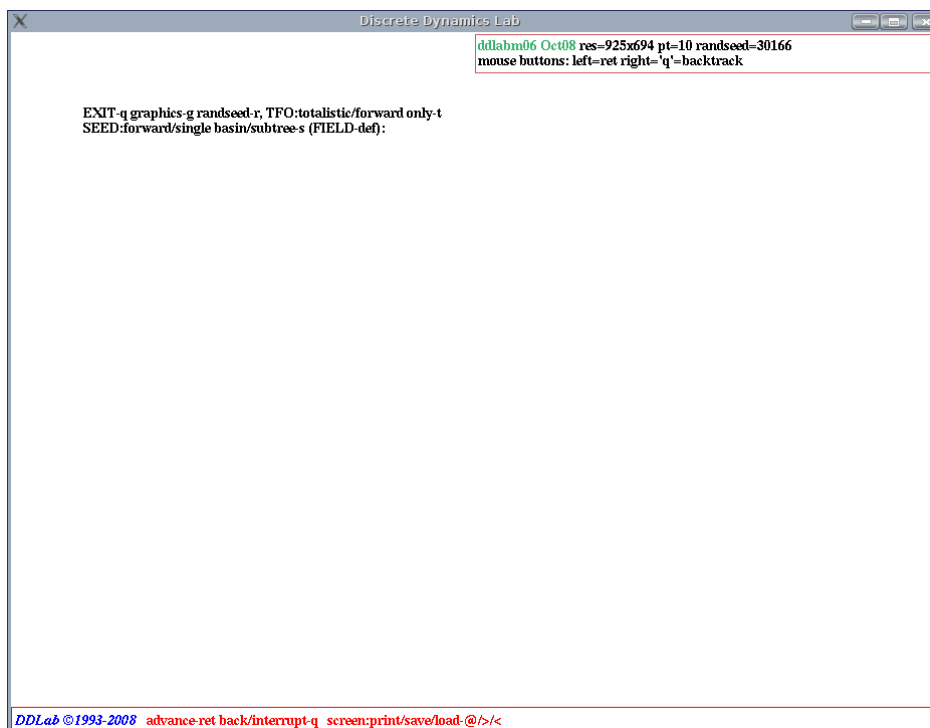 Discrete Dynamics Lab
ddlabm06 Oct08 res=925x694 pt=10 randseed=30166
mouse buttons: left=ret right='q'=backtrack
EXIT-q graphics-g randseed-r, TFO:totalistic/forward only-t
SEED:forward/single basin/subtree-s (FIELD-def):
DDLab ©1993-2008 advance-ret back/interrupt-q screen:print/save/load-@/>/<